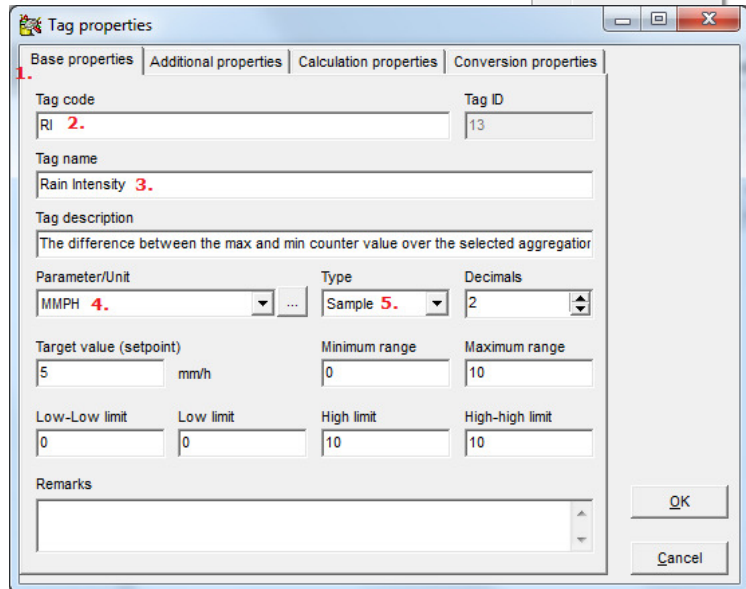 Tag properties
Base properties Additional properties Calculation properties Conversion properties
1.
Tag code Tag ID
RI 2. 13
Tag name
Rain Intensity 3.
Tag description
The difference between the max and min counter value over the selected aggregation
Parameter/Unit Type Decimals
MMPH 4. ... Sample 5. 2
Target value (setpoint) Minimum range Maximum range
5 mm/h 0 10
Low-Low limit Low limit High limit High-high limit
0 0 10 10
Remarks
OK
Cancel